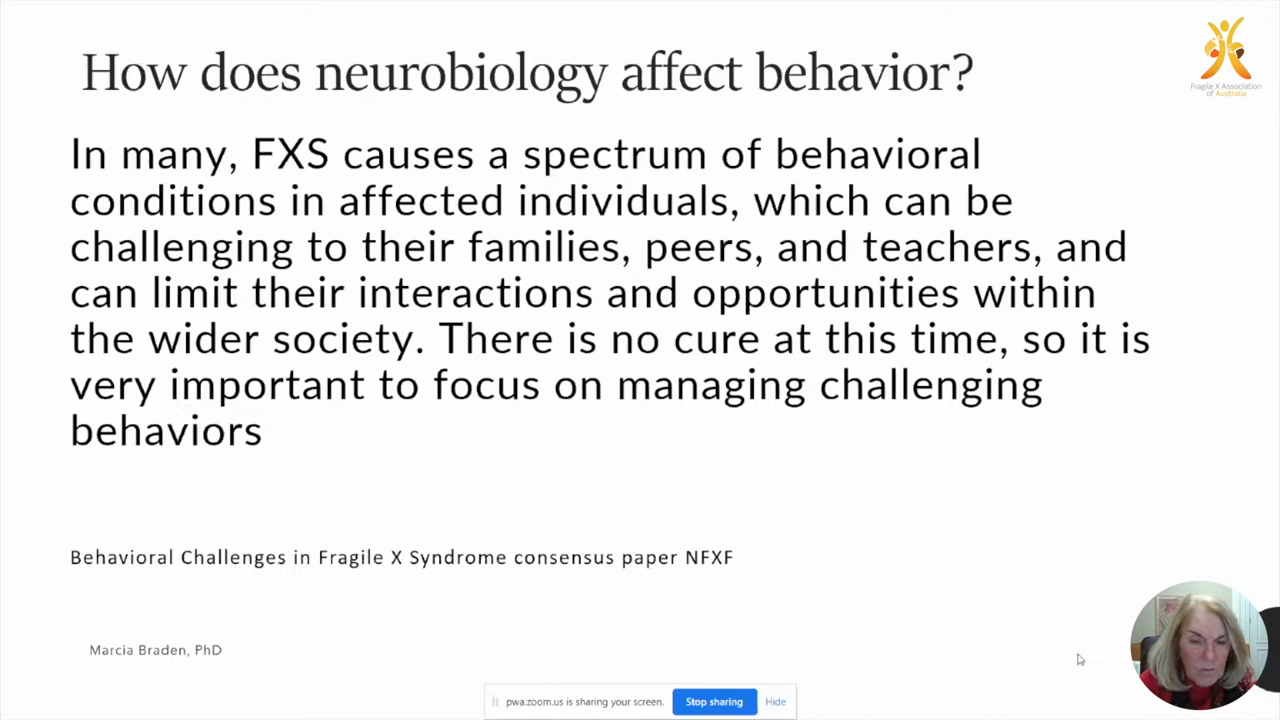 How does neurobiology affect behavior?
Fragile X Association
of Australia
In many, FXS causes a spectrum of behavioral
conditions in affected individuals, which can be
challenging to their families, peers, and teachers, and
can limit their interactions and opportunities within
the wider society. There is no cure at this time, so it is
very important to focus on managing challenging
behaviors
Behavioral Challenges in Fragile X Syndrome consensus paper NFXF
Marcia Braden, PhD
pwa.zoom.us is sharing your screen.
Stop sharing
Hide